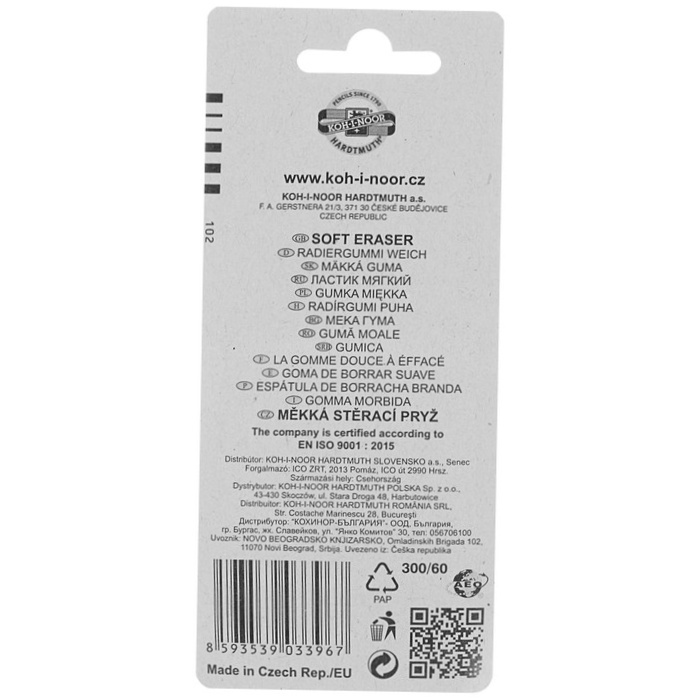 PENCILS SINCE 1790
KOH-I-NOOR
HARDTMUTH
www.koh-i-noor.cz
KOH-I-NOOR HARDTMUTH a.s.
F. A. GERSTNERA 21/3, 371 30 ČESKÉ BUDĚJOVICE
CZECH REPUBLIC
102
GB SOFT ERASER
D RADIERGUMMI WEICH
SK MÄKKÁ GUMA
RU ЛАСТИК МЯГКИЙ
PL GUMKA MIĘKKA
H RADÍRGUMI PUHA
BG МЕКА ГУМА
RO GUMĂ MOALE
SRB GUMICA
F LA GOMME DOUCE À EFFACÉ
E GOMA DE BORRAR SUAVE
P ESPÁTULA DE BORRACHA BRANDA
I GOMMA MORBIDA
CZ MĚKKÁ STĚRACÍ PRYŽ
The company is certified according to
EN ISO 9001 : 2015
Distribútor: KOH-I-NOOR HARDTMUTH SLOVENSKO a.s., Senec
Forgalmazó: ICO ZRT, 2013 Pomáz, ICO út 2990 Hrsz.
Származási hely: Csehország
Dystrybutor: KOH-I-NOOR HARDTMUTH POLSKA Sp. z o.o.,
43-430 Skoczów, ul. Stara Droga 48, Harbutowice
Distribuitor: KOH-I-NOOR HARDTMUTH ROMÂNIA SRL,
Str. Costache Marinescu 28, Bucureşti
Дистрибутор: "КОХИНОР-БЪЛГАРИЯ"- ООД, България,
гр. Бургас, жк. Славейков, ул. "Янко Комитов" 30, тел: 056706100
Uvoznik: NOVO BEOGRADSKO KNJIZARSKO, Omladinskih Brigada 102,
11070 Novi Beograd, Srbija. Uvezeno iz: Češka republika
300/60
PAP
AEO
8 593539 033967
Made in Czech Rep./EU